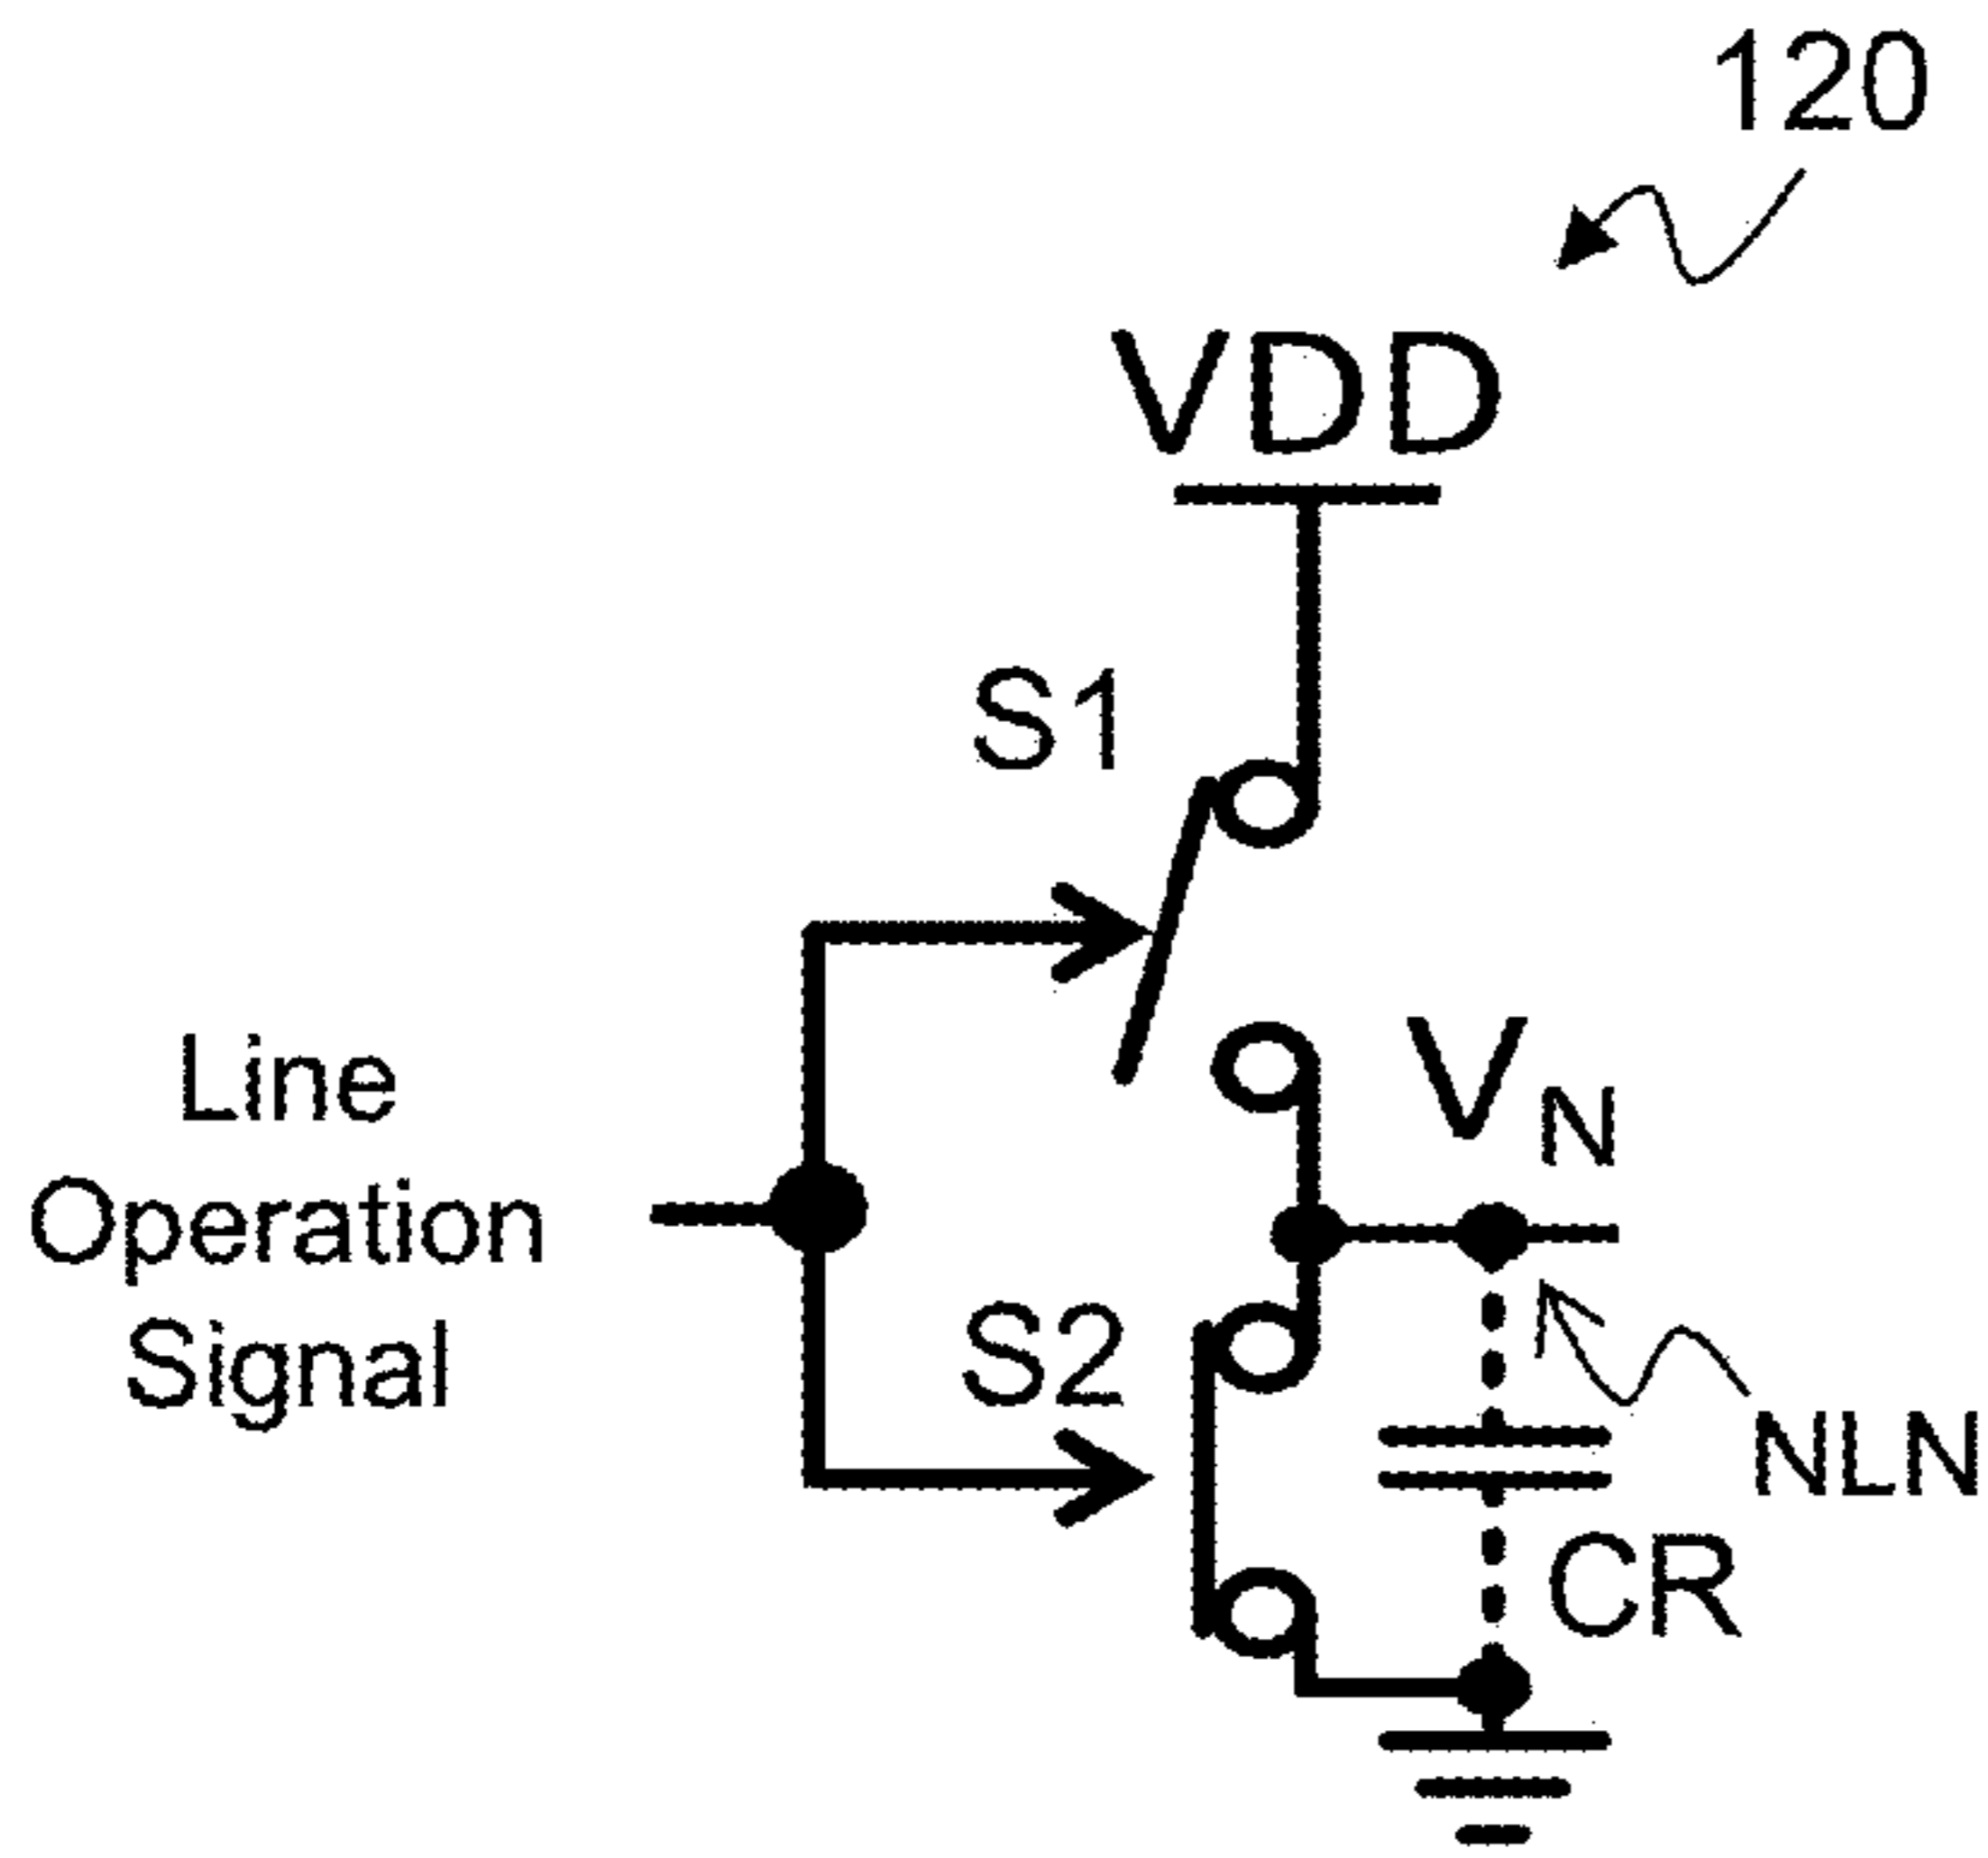 120
VDD
S1
Line
Operation
Signal
VN
S2
NLN
CR